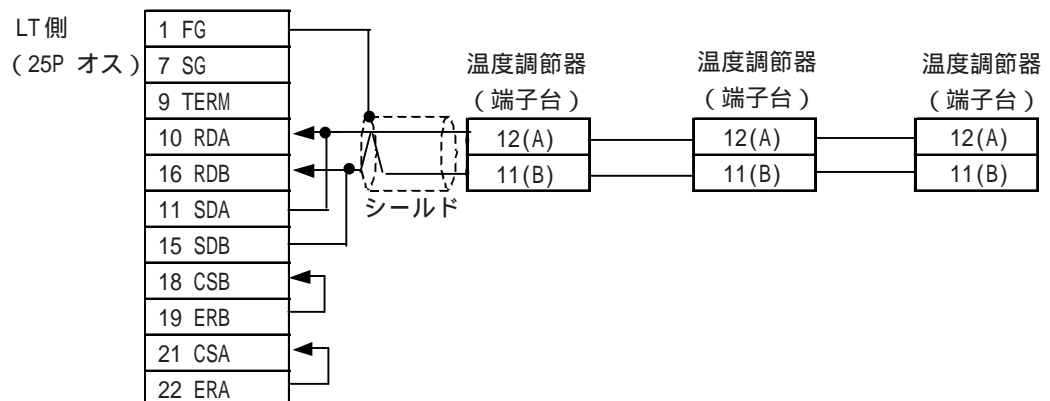 LT側
（25P オス）
1 FG
7 SG
9 TERM
10 RDA
16 RDB
11 SDA
15 SDB
18 CSB
19 ERB
21 CSA
22 ERA
シールド
温度調節器
（端子台）
12(A)
11(B)
温度調節器
（端子台）
12(A)
11(B)
温度調節器
（端子台）
12(A)
11(B)